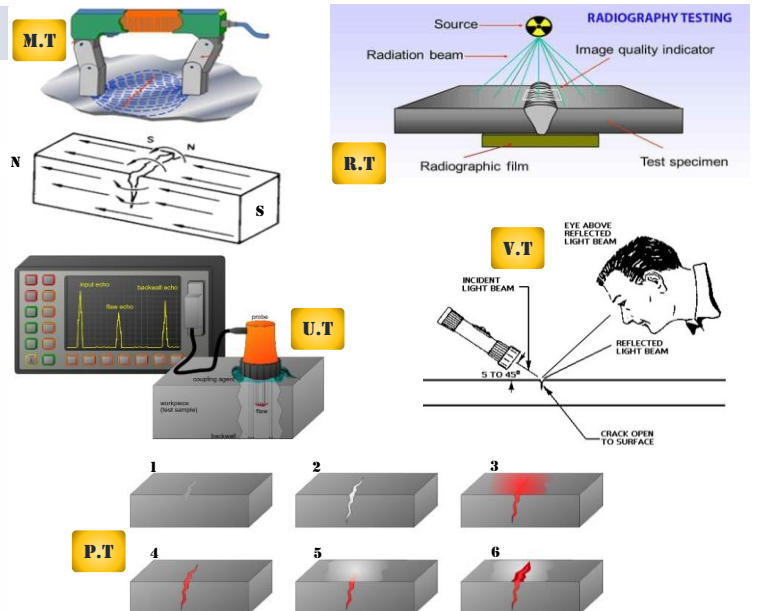 M.T
N
S
N
S
RADIOGRAPHY TESTING
Source
Radiation beam
Image quality indicator
R.T
Radiographic film
Test specimen
input echo
flaw echo
backwall echo
probe
U.T
coupling agent
workpiece
(test sample)
flaw
backwall
V.T
EYE ABOVE
REFLECTED
LIGHT BEAM
INCIDENT
LIGHT BEAM
REFLECTED
LIGHT BEAM
5 TO 45°
CRACK OPEN
TO SURFACE
P.T
1
2
3
4
5
6